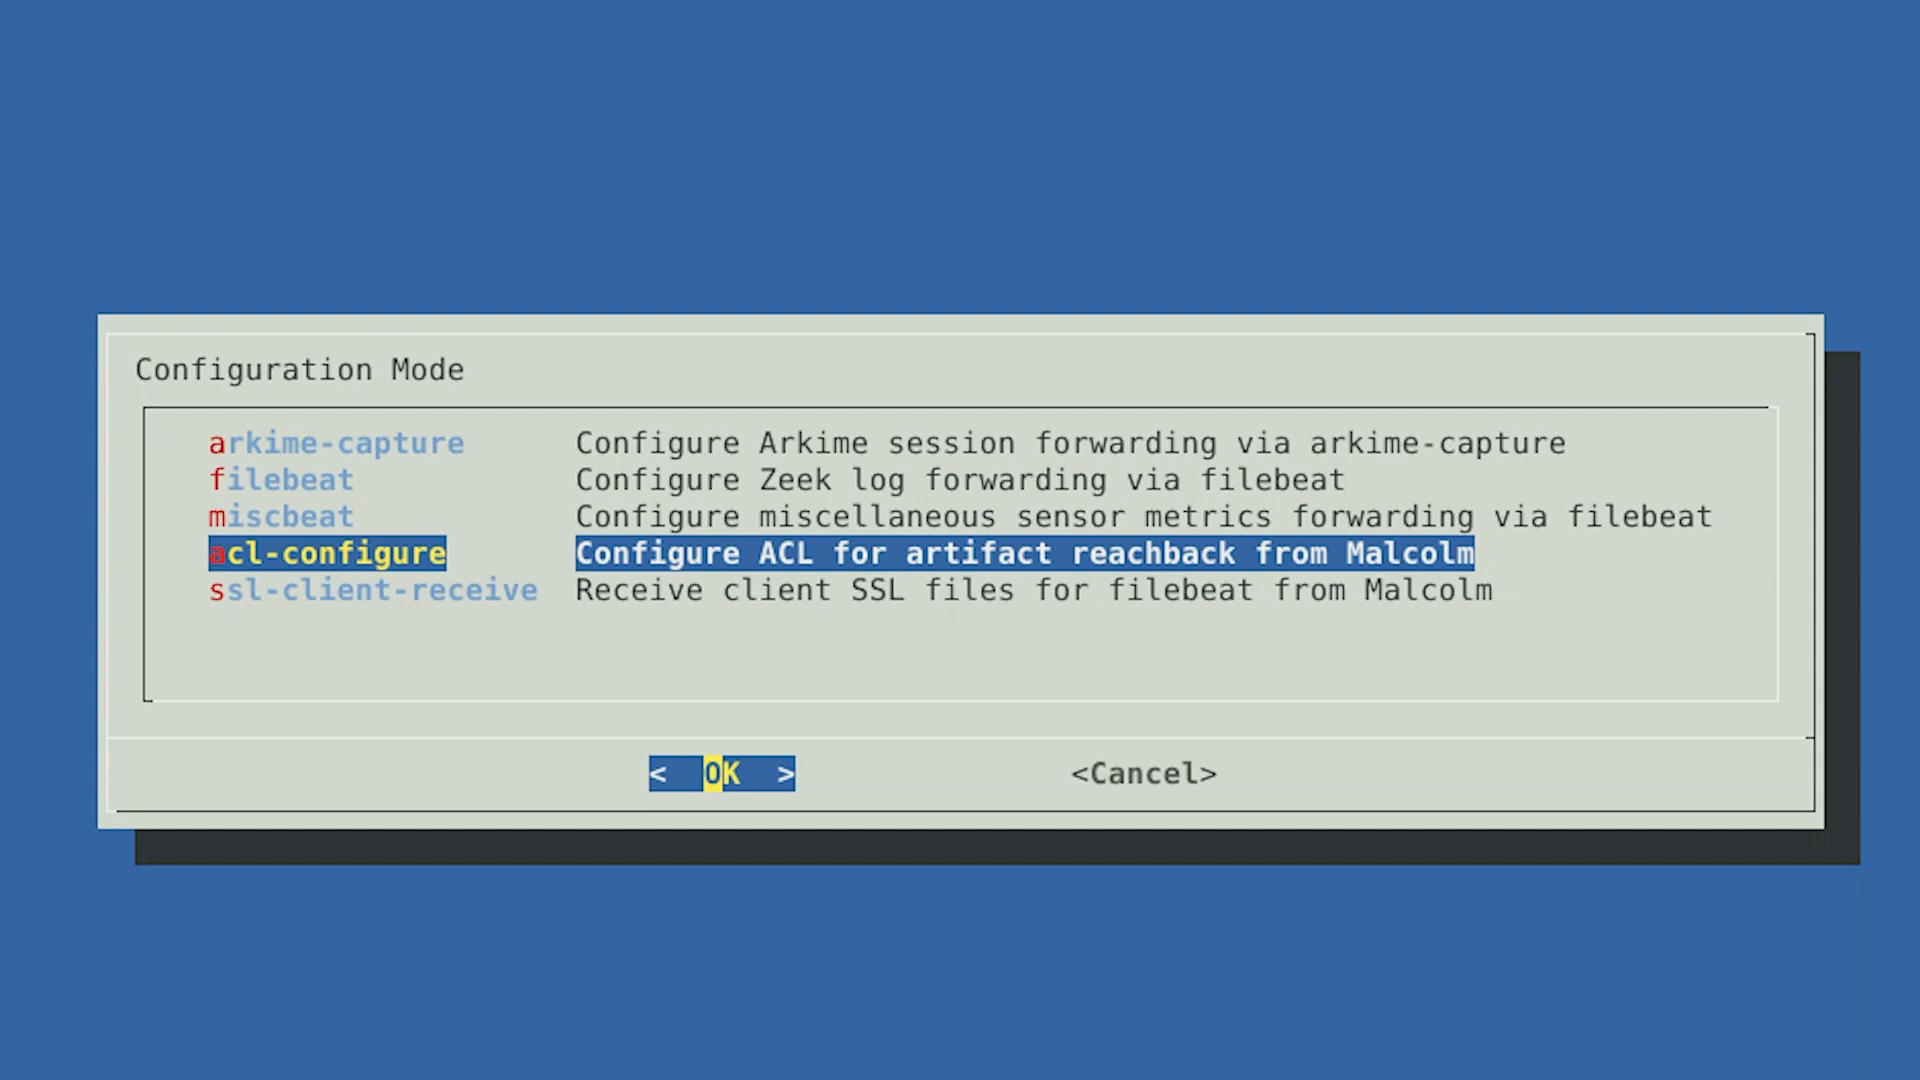 Configuration Mode
arkime-capture Configure Arkime session forwarding via arkime-capture
filebeat Configure Zeek log forwarding via filebeat
miscbeat Configure miscellaneous sensor metrics forwarding via filebeat
acl-configure Configure ACL for artifact reachback from Malcolm
ssl-client-receive Receive client SSL files for filebeat from Malcolm
< OK > <Cancel>